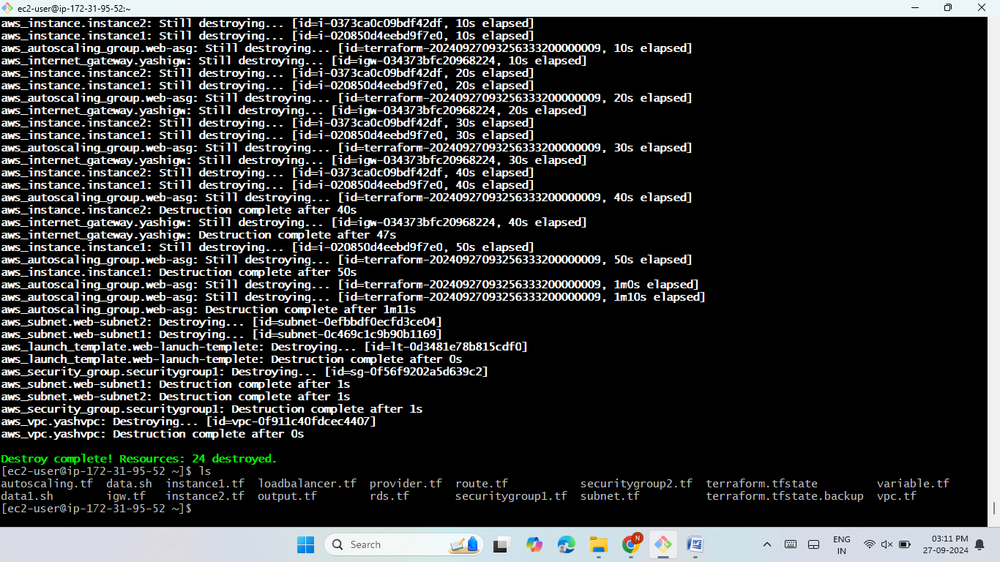 ec2-user@ip-172-31-95-52:~
aws_instance.instance2: Still destroying... [id=i-0373ca0c09bdf42df, 10s elapsed]
aws_instance.instance1: Still destroying... [id=i-020850d4eebd9f7e0, 10s elapsed]
aws_autoscaling_group.web-asg: Still destroying... [id=terraform-20240927093256333200000009, 10s elapsed]
aws_internet_gateway.yashigw: Still destroying... [id=igw-034373bfc20968224, 10s elapsed]
aws_instance.instance2: Still destroying... [id=i-0373ca0c09bdf42df, 20s elapsed]
aws_instance.instance1: Still destroying... [id=i-020850d4eebd9f7e0, 20s elapsed]
aws_autoscaling_group.web-asg: Still destroying... [id=terraform-20240927093256333200000009, 20s elapsed]
aws_internet_gateway.yashigw: Still destroying... [id=igw-034373bfc20968224, 20s elapsed]
aws_instance.instance2: Still destroying... [id=i-0373ca0c09bdf42df, 30s elapsed]
aws_instance.instance1: Still destroying... [id=i-020850d4eebd9f7e0, 30s elapsed]
aws_autoscaling_group.web-asg: Still destroying... [id=terraform-20240927093256333200000009, 30s elapsed]
aws_internet_gateway.yashigw: Still destroying... [id=igw-034373bfc20968224, 30s elapsed]
aws_instance.instance2: Still destroying... [id=i-0373ca0c09bdf42df, 40s elapsed]
aws_instance.instance1: Still destroying... [id=i-020850d4eebd9f7e0, 40s elapsed]
aws_autoscaling_group.web-asg: Still destroying... [id=terraform-20240927093256333200000009, 40s elapsed]
aws_instance.instance2: Destruction complete after 40s
aws_internet_gateway.yashigw: Still destroying... [id=igw-034373bfc20968224, 40s elapsed]
aws_internet_gateway.yashigw: Destruction complete after 47s
aws_instance.instance1: Still destroying... [id=i-020850d4eebd9f7e0, 50s elapsed]
aws_autoscaling_group.web-asg: Still destroying... [id=terraform-20240927093256333200000009, 50s elapsed]
aws_instance.instance1: Destruction complete after 50s
aws_autoscaling_group.web-asg: Still destroying... [id=terraform-20240927093256333200000009, 1m0s elapsed]
aws_autoscaling_group.web-asg: Still destroying... [id=terraform-20240927093256333200000009, 1m10s elapsed]
aws_autoscaling_group.web-asg: Destruction complete after 1m11s
aws_subnet.web-subnet2: Destroying... [id=subnet-0efbbdf0ecfd3ce04]
aws_subnet.web-subnet1: Destroying... [id=subnet-0c469c1c9b90b1169]
aws_launch_template.web-lanuch-templete: Destroying... [id=lt-0d3481e78b815cdf0]
aws_launch_template.web-lanuch-templete: Destruction complete after 0s
aws_security_group.securitygroup1: Destroying... [id=sg-0f56f9202a5d639c2]
aws_subnet.web-subnet1: Destruction complete after 1s
aws_subnet.web-subnet2: Destruction complete after 1s
aws_security_group.securitygroup1: Destruction complete after 1s
aws_vpc.yashvpc: Destroying... [id=vpc-0f911c40fdcec4407]
aws_vpc.yashvpc: Destruction complete after 0s
Destroy complete! Resources: 24 destroyed.
[ec2-user@ip-172-31-95-52 ~]$ ls
autoscaling.tf data.sh instance1.tf loadbalancer.tf provider.tf route.tf securitygroup2.tf terraform.tfstate variable.tf
data1.sh igw.tf instance2.tf output.tf rds.tf securitygroup1.tf subnet.tf terraform.tfstate.backup vpc.tf
[ec2-user@ip-172-31-95-52 ~]$
Search
N
ENG
IN
03:11 PM
27-09-2024